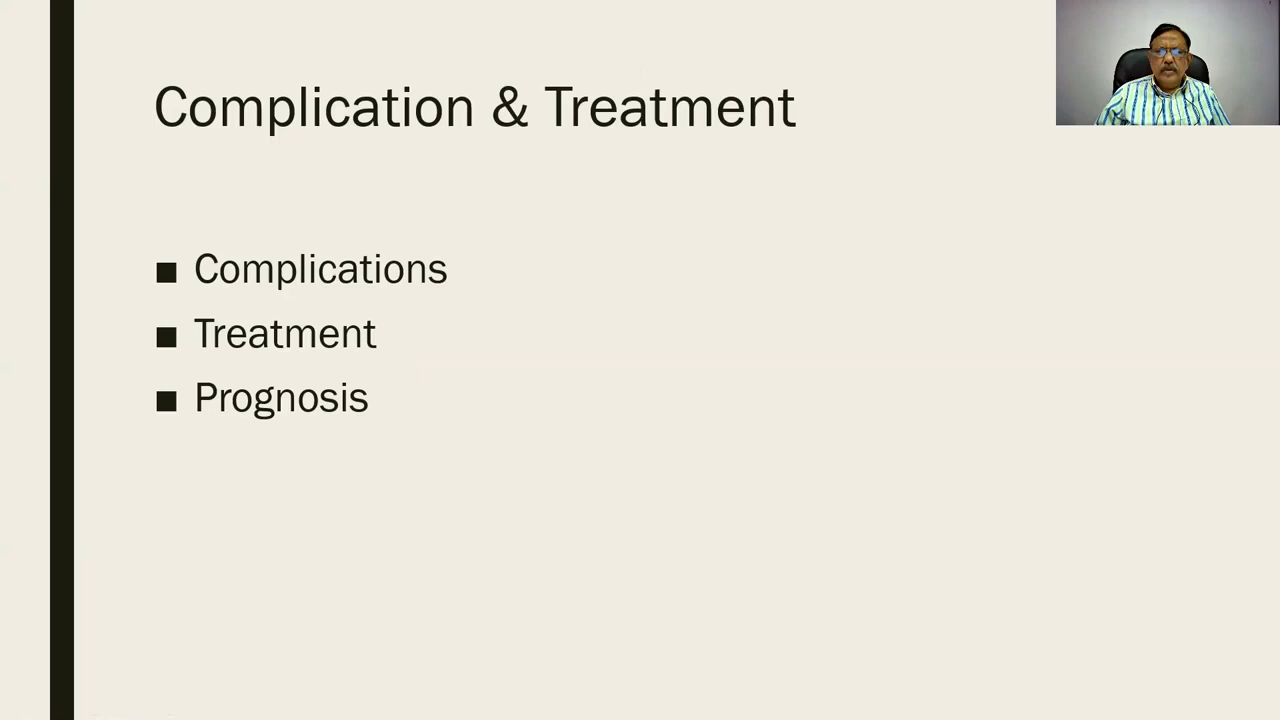 Complication & Treatment
■ Complications
■ Treatment
■ Prognosis